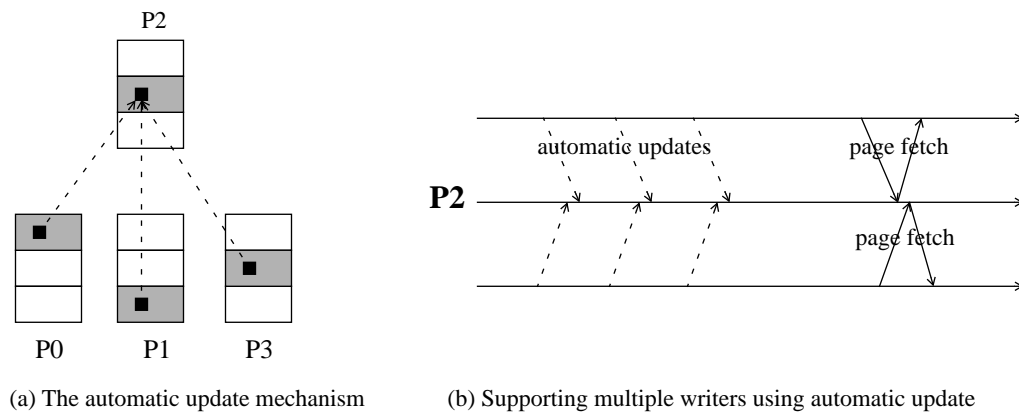 P2
P0
P1
P3
(a) The automatic update mechanism
automatic updates
page fetch
P2
page fetch
(b) Supporting multiple writers using automatic update